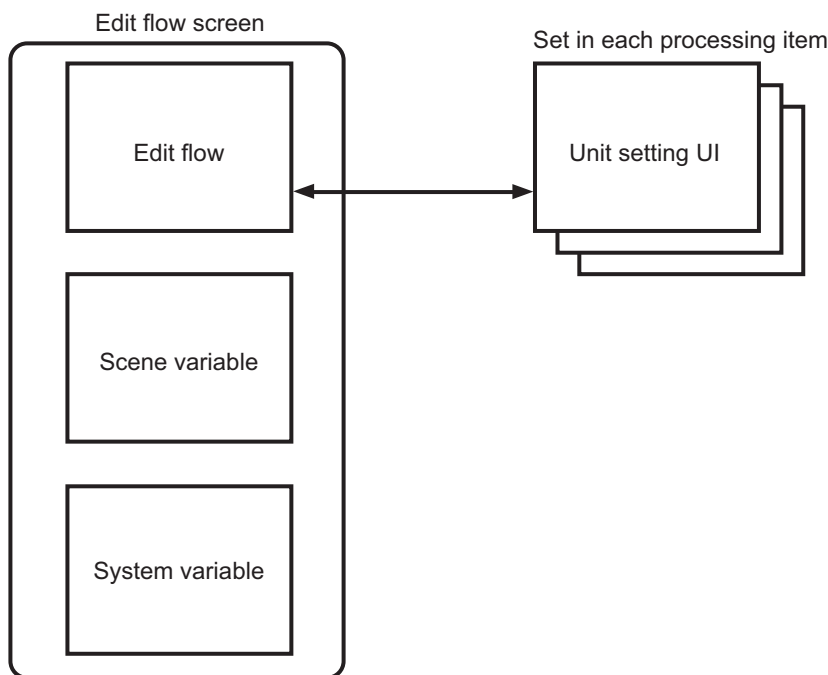 Edit flow screen
Set in each processing item
Edit flow
Unit setting UI
Scene variable
System variable